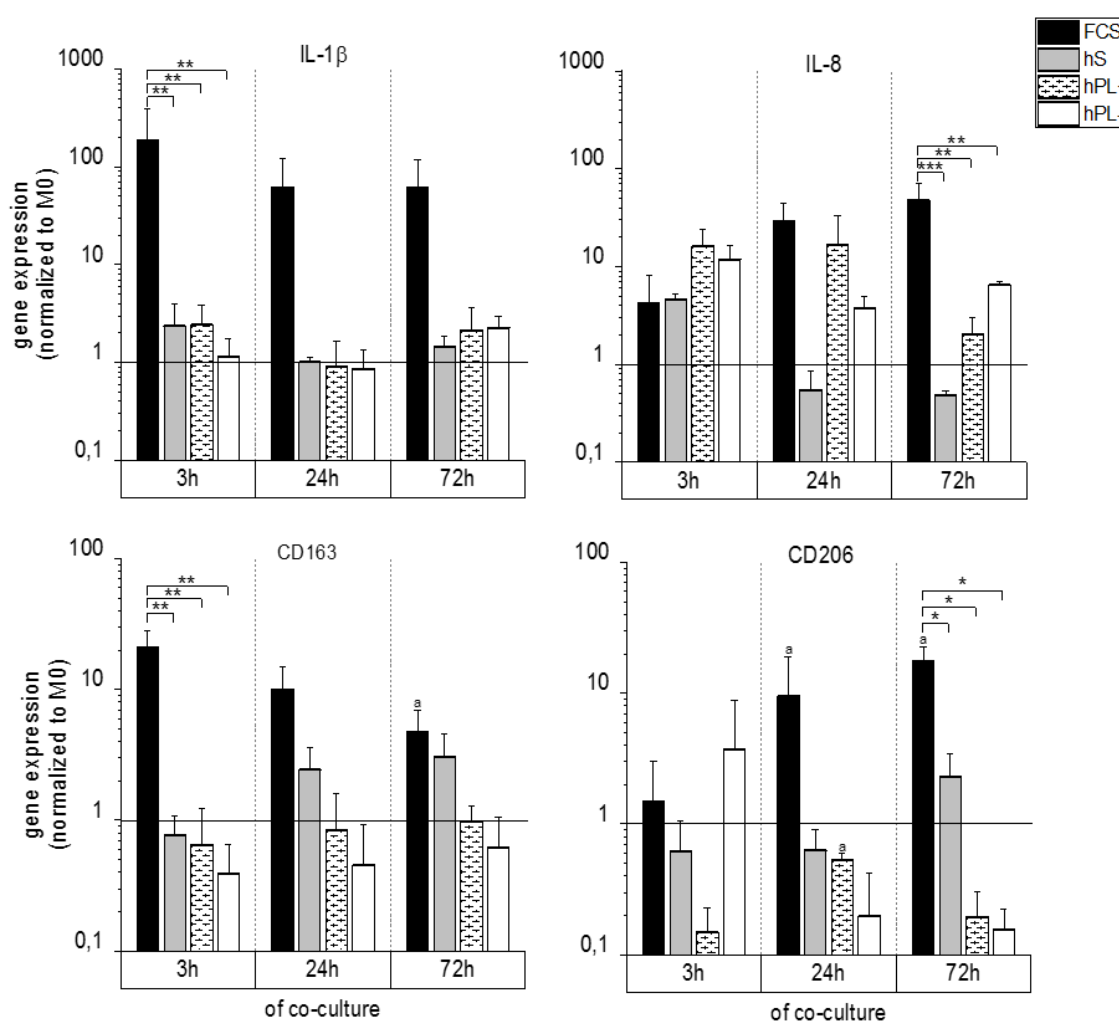 FCS
hS
hPL-
hPL-
IL-1β
gene expression
(normalized to M0)
1000
100
10
1
0,1
**
**
**
3h
24h
72h
IL-8
1000
100
10
1
0,1
**
**
***
3h
24h
72h
CD163
gene expression
(normalized to M0)
100
10
1
0,1
**
**
**
a
3h
24h
72h
of co-culture
CD206
100
10
1
0,1
*
*
*
a
a
a
3h
24h
72h
of co-culture